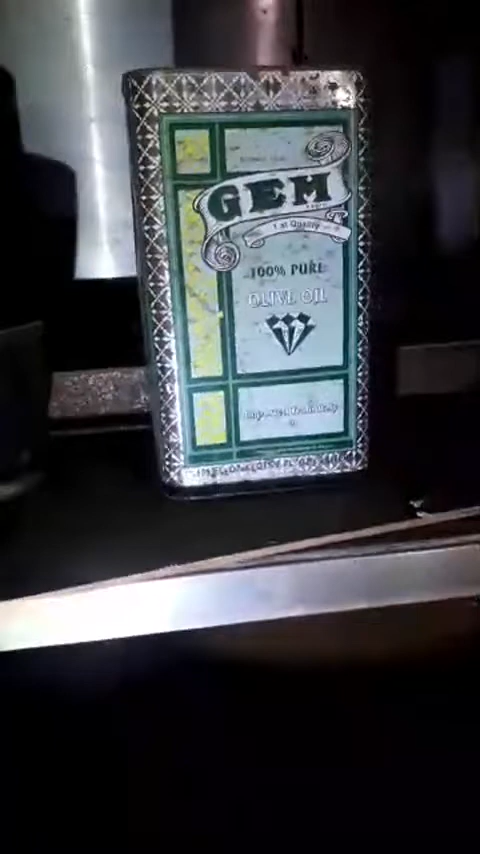 GEM
1st Quality
100% PURE
OLIVE OIL
Imported from Italy